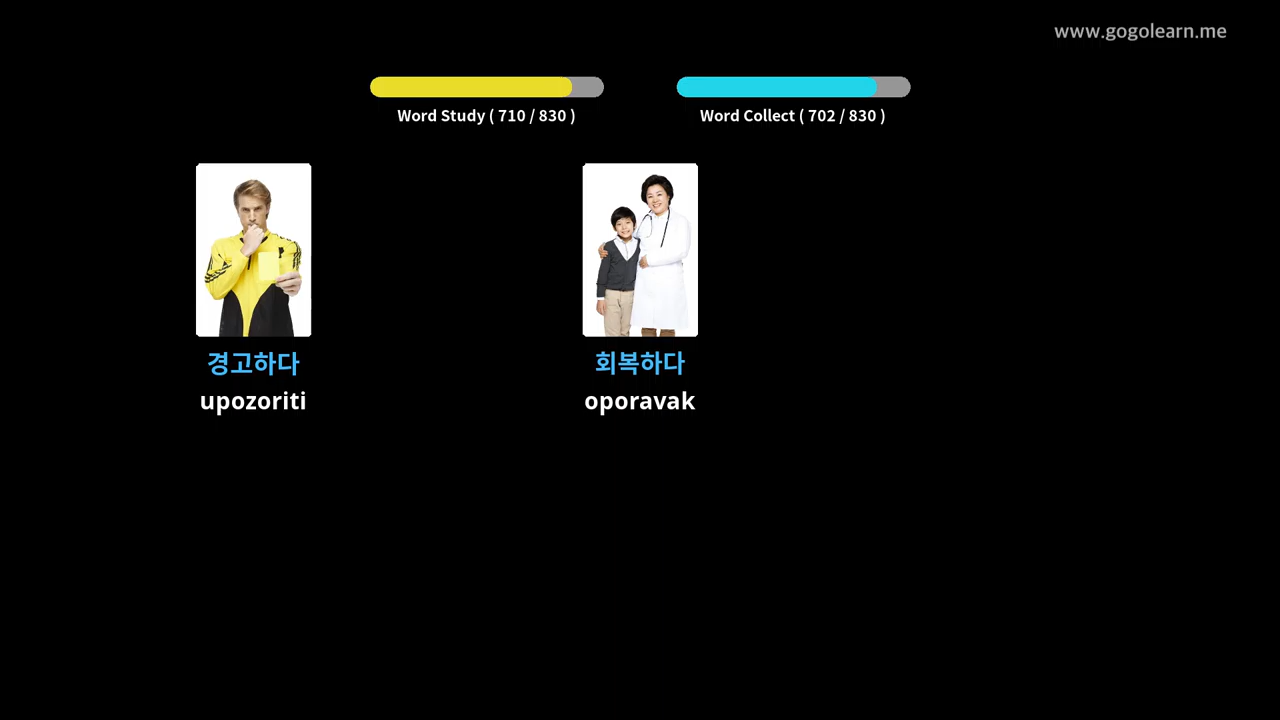 www.gogolearn.me
Word Study ( 710 / 830 )
Word Collect ( 702 / 830 )
경고하다
upozoriti
회복하다
oporavak